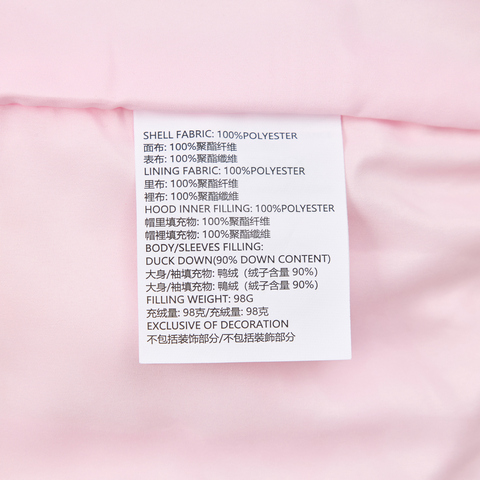 SHELL FABRIC: 100%POLYESTER
面布: 100%聚酯纤维
表布: 100%聚酯纖維
LINING FABRIC: 100%POLYESTER
里布: 100%聚酯纤维
裡布: 100%聚酯纖維
HOOD INNER FILLING: 100%POLYESTER
帽里填充物: 100%聚酯纤维
帽裡填充物: 100%聚酯纖維
BODY/SLEEVES FILLING:
DUCK DOWN(90% DOWN CONTENT)
大身/袖填充物: 鸭绒（绒子含量 90%）
大身/袖填充物: 鴨絨（絨子含量 90%）
FILLING WEIGHT: 98G
充绒量: 98克/充絨量: 98克
EXCLUSIVE OF DECORATION
不包括装饰部分/不包括裝飾部分